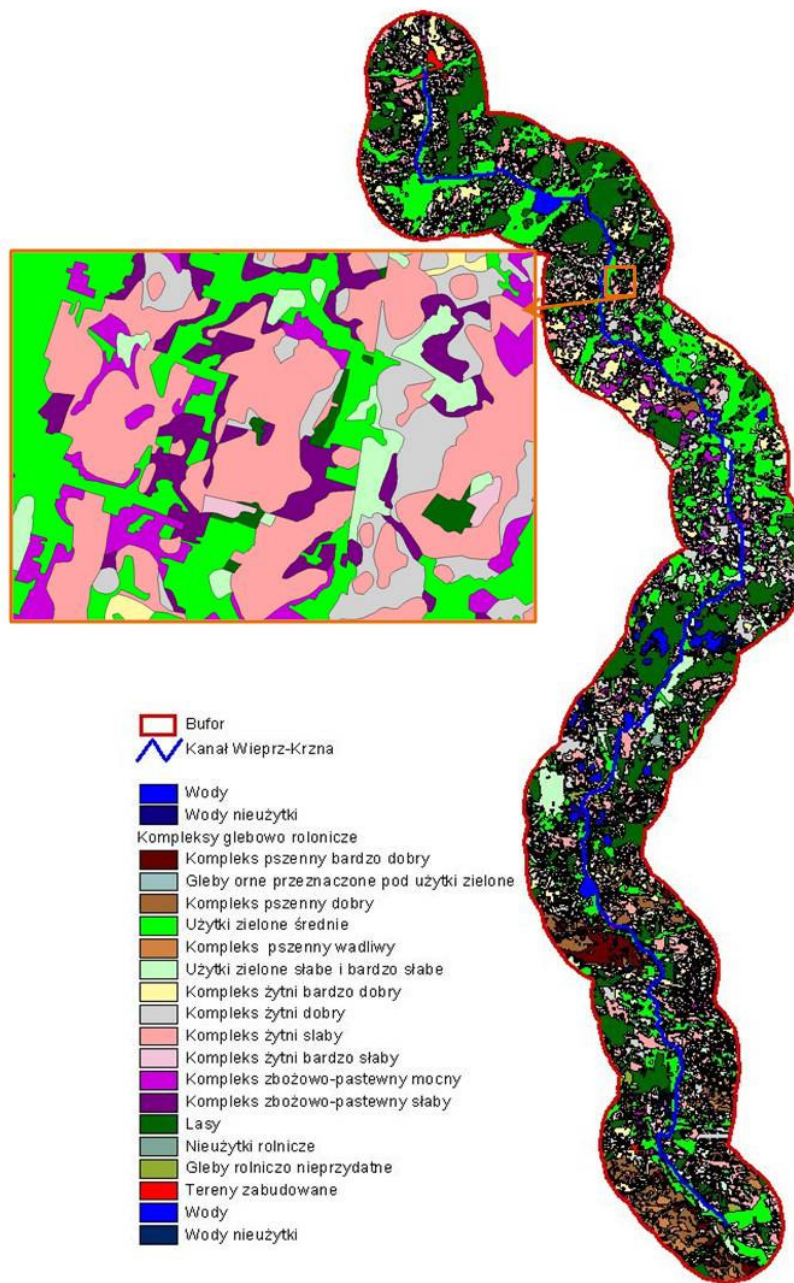 Bufor
Kanał Wieprz-Krzna
Wody
Wody nieużytki
Kompleksy glebowo rolonicze
Kompleks pszenny bardzo dobry
Gleby orne przeznaczone pod użytki zielone
Kompleks pszenny dobry
Użytki zielone średnie
Kompleks pszenny wadliwy
Użytki zielone słabe i bardzo słabe
Kompleks żytni bardzo dobry
Kompleks żytni dobry
Kompleks żytni slaby
Kompleks żytni bardzo słaby
Kompleks zbożowo-pastewny mocny
Kompleks zbożowo-pastewny słaby
Lasy
Nieużytki rolnicze
Gleby rolniczo nieprzydatne
Tereny zabudowane
Wody
Wody nieużytki